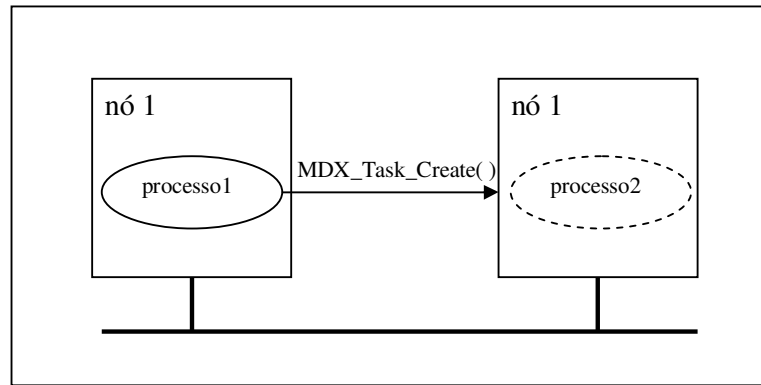 nó 1
nó 1
MDX_Task_Create( )
processo1
processo2